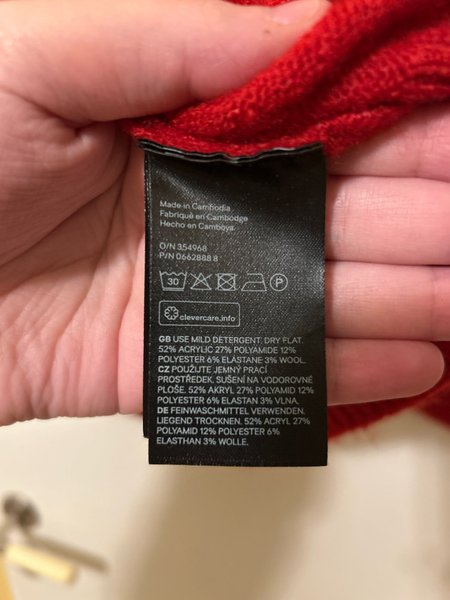 Made in Cambodia
Fabriqué en Cambodge
Hecho en Camboya
O/N 354968
P/N 0662888 8
30
P
clevercare.info
GB USE MILD DETERGENT. DRY FLAT.
52% ACRYLIC 27% POLYAMIDE 12%
POLYESTER 6% ELASTANE 3% WOOL.
CZ POUŽIJTE JEMNÝ PRACÍ
PROSTŘEDEK. SUŠENÍ NA VODOROVNÉ
PLOŠE. 52% AKRYL 27% POLYAMID 12%
POLYESTER 6% ELASTAN 3% VLNA.
DE FEINWASCHMITTEL VERWENDEN.
LIEGEND TROCKNEN. 52% ACRYL 27%
POLYAMID 12% POLYESTER 6%
ELASTHAN 3% WOLLE.